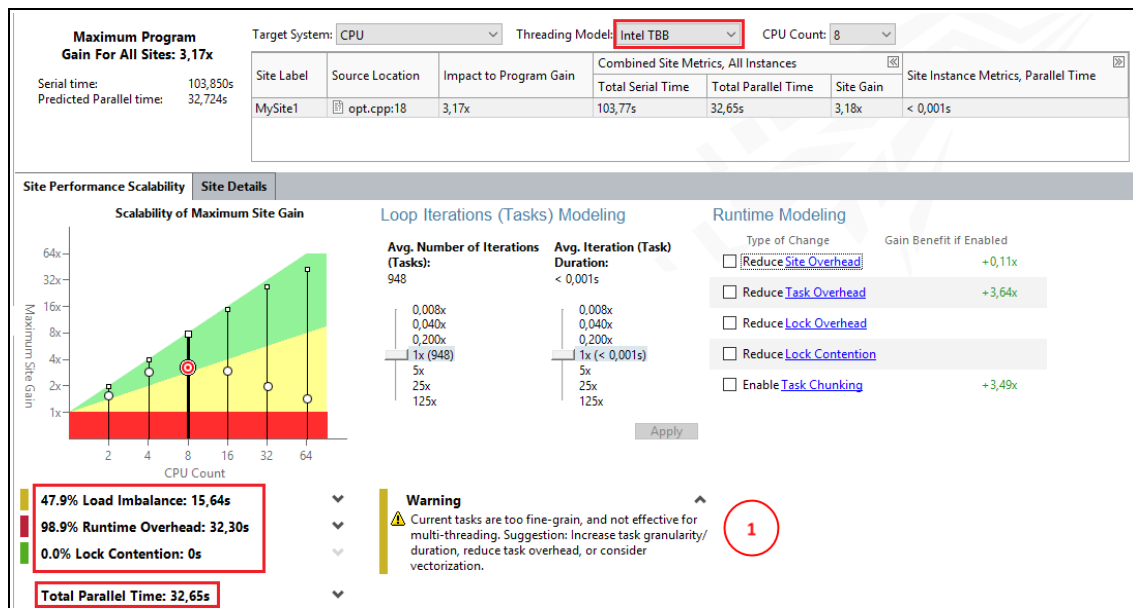 Maximum Program
Gain For All Sites: 3,17x
Serial time: 103,850s
Predicted Parallel time: 32,724s
Target System: CPU Threading Model: Intel TBB CPU Count: 8
Site Label Source Location Impact to Program Gain Combined Site Metrics, All Instances Site Instance Metrics, Parallel Time
Total Serial Time Total Parallel Time Site Gain
MySite1 opt.cpp:18 3,17x 103,77s 32,65s 3,18x < 0,001s
Site Performance Scalability Site Details
Scalability of Maximum Site Gain
Maximum Site Gain
64x
32x
16x
8x
4x
2x
1x
2 4 8 16 32 64
CPU Count
Loop Iterations (Tasks) Modeling
Avg. Number of Iterations
(Tasks):
948
0,008x
0,040x
0,200x
1x (948)
5x
25x
125x
Avg. Iteration (Task)
Duration:
< 0,001s
0,008x
0,040x
0,200x
1x (< 0,001s)
5x
25x
125x
Apply
Runtime Modeling
Type of Change Gain Benefit if Enabled
Reduce Site Overhead +0,11x
Reduce Task Overhead +3,64x
Reduce Lock Overhead
Reduce Lock Contention
Enable Task Chunking +3,49x
47.9% Load Imbalance: 15,64s
98.9% Runtime Overhead: 32,30s
0.0% Lock Contention: 0s
Total Parallel Time: 32,65s
Warning
Current tasks are too fine-grain, and not effective for
multi-threading. Suggestion: Increase task granularity/
duration, reduce task overhead, or consider
vectorization.
1